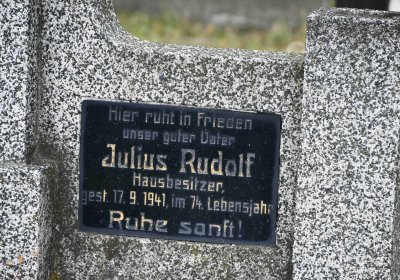 Hier ruht in Frieden
unser guter Vater
Julius Rudolf
Hausbesitzer,
gest. 17. 9. 1941, im 74. Lebensjahr
Ruhe sanft!